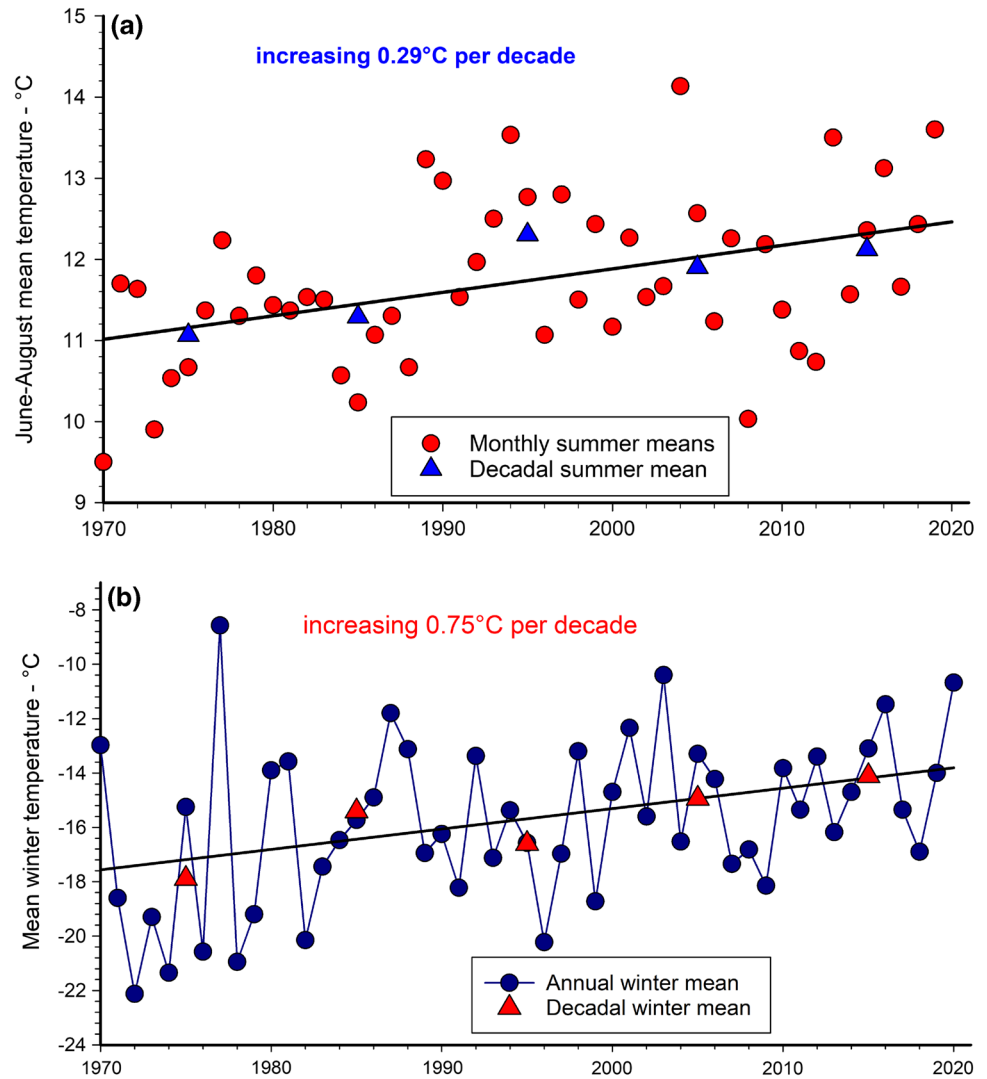 (a)
increasing 0.29°C per decade
June-August mean temperature - °C
15
14
13
12
11
10
9
Monthly summer means
Decadal summer mean
1970 1980 1990 2000 2010 2020
(b)
increasing 0.75°C per decade
Mean winter temperature - °C
-8
-10
-12
-14
-16
-18
-20
-22
-24
Annual winter mean
Decadal winter mean
1970 1980 1990 2000 2010 2020